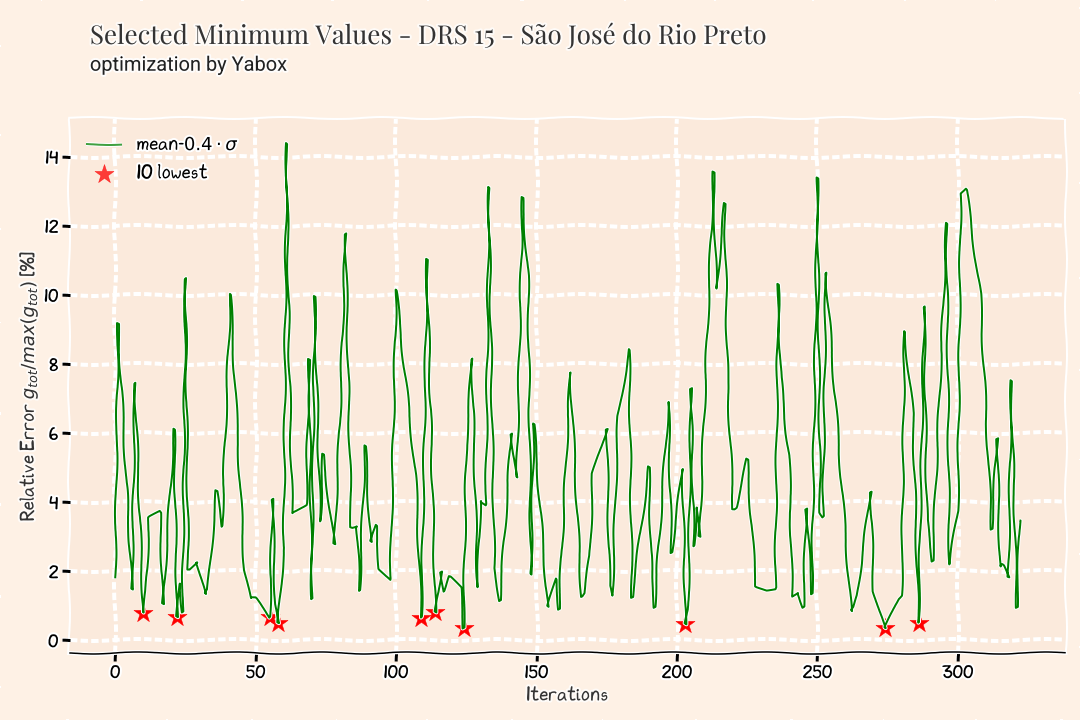 Selected Minimum Values - DRS 15 - São José do Rio Preto
optimization by Yabox
mean-0.4 · σ
10 lowest
14
12
10
8
6
4
2
0
Relative Error g_tot/max(g_tot) [%]
0 50 100 150 200 250 300
Iterations